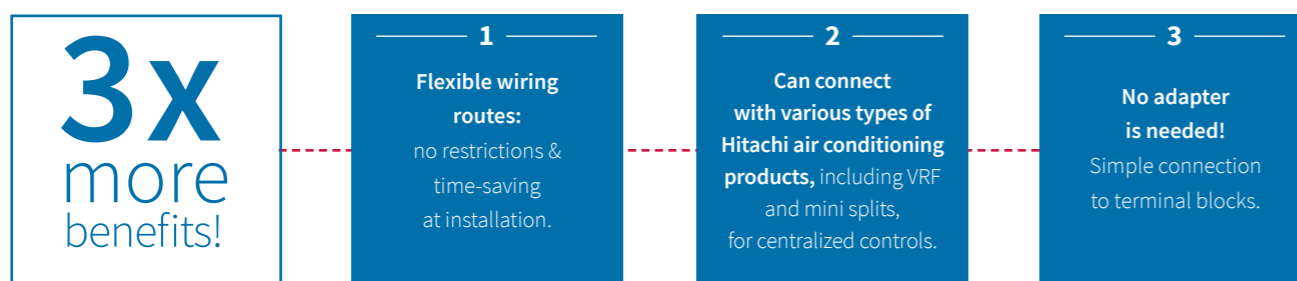 3x
more
benefits!
1
Flexible wiring
routes:
no restrictions &
time-saving
at installation.
2
Can connect
with various types of
Hitachi air conditioning
products, including VRF
and mini splits,
for centralized controls.
3
No adapter
is needed!
Simple connection
to terminal blocks.